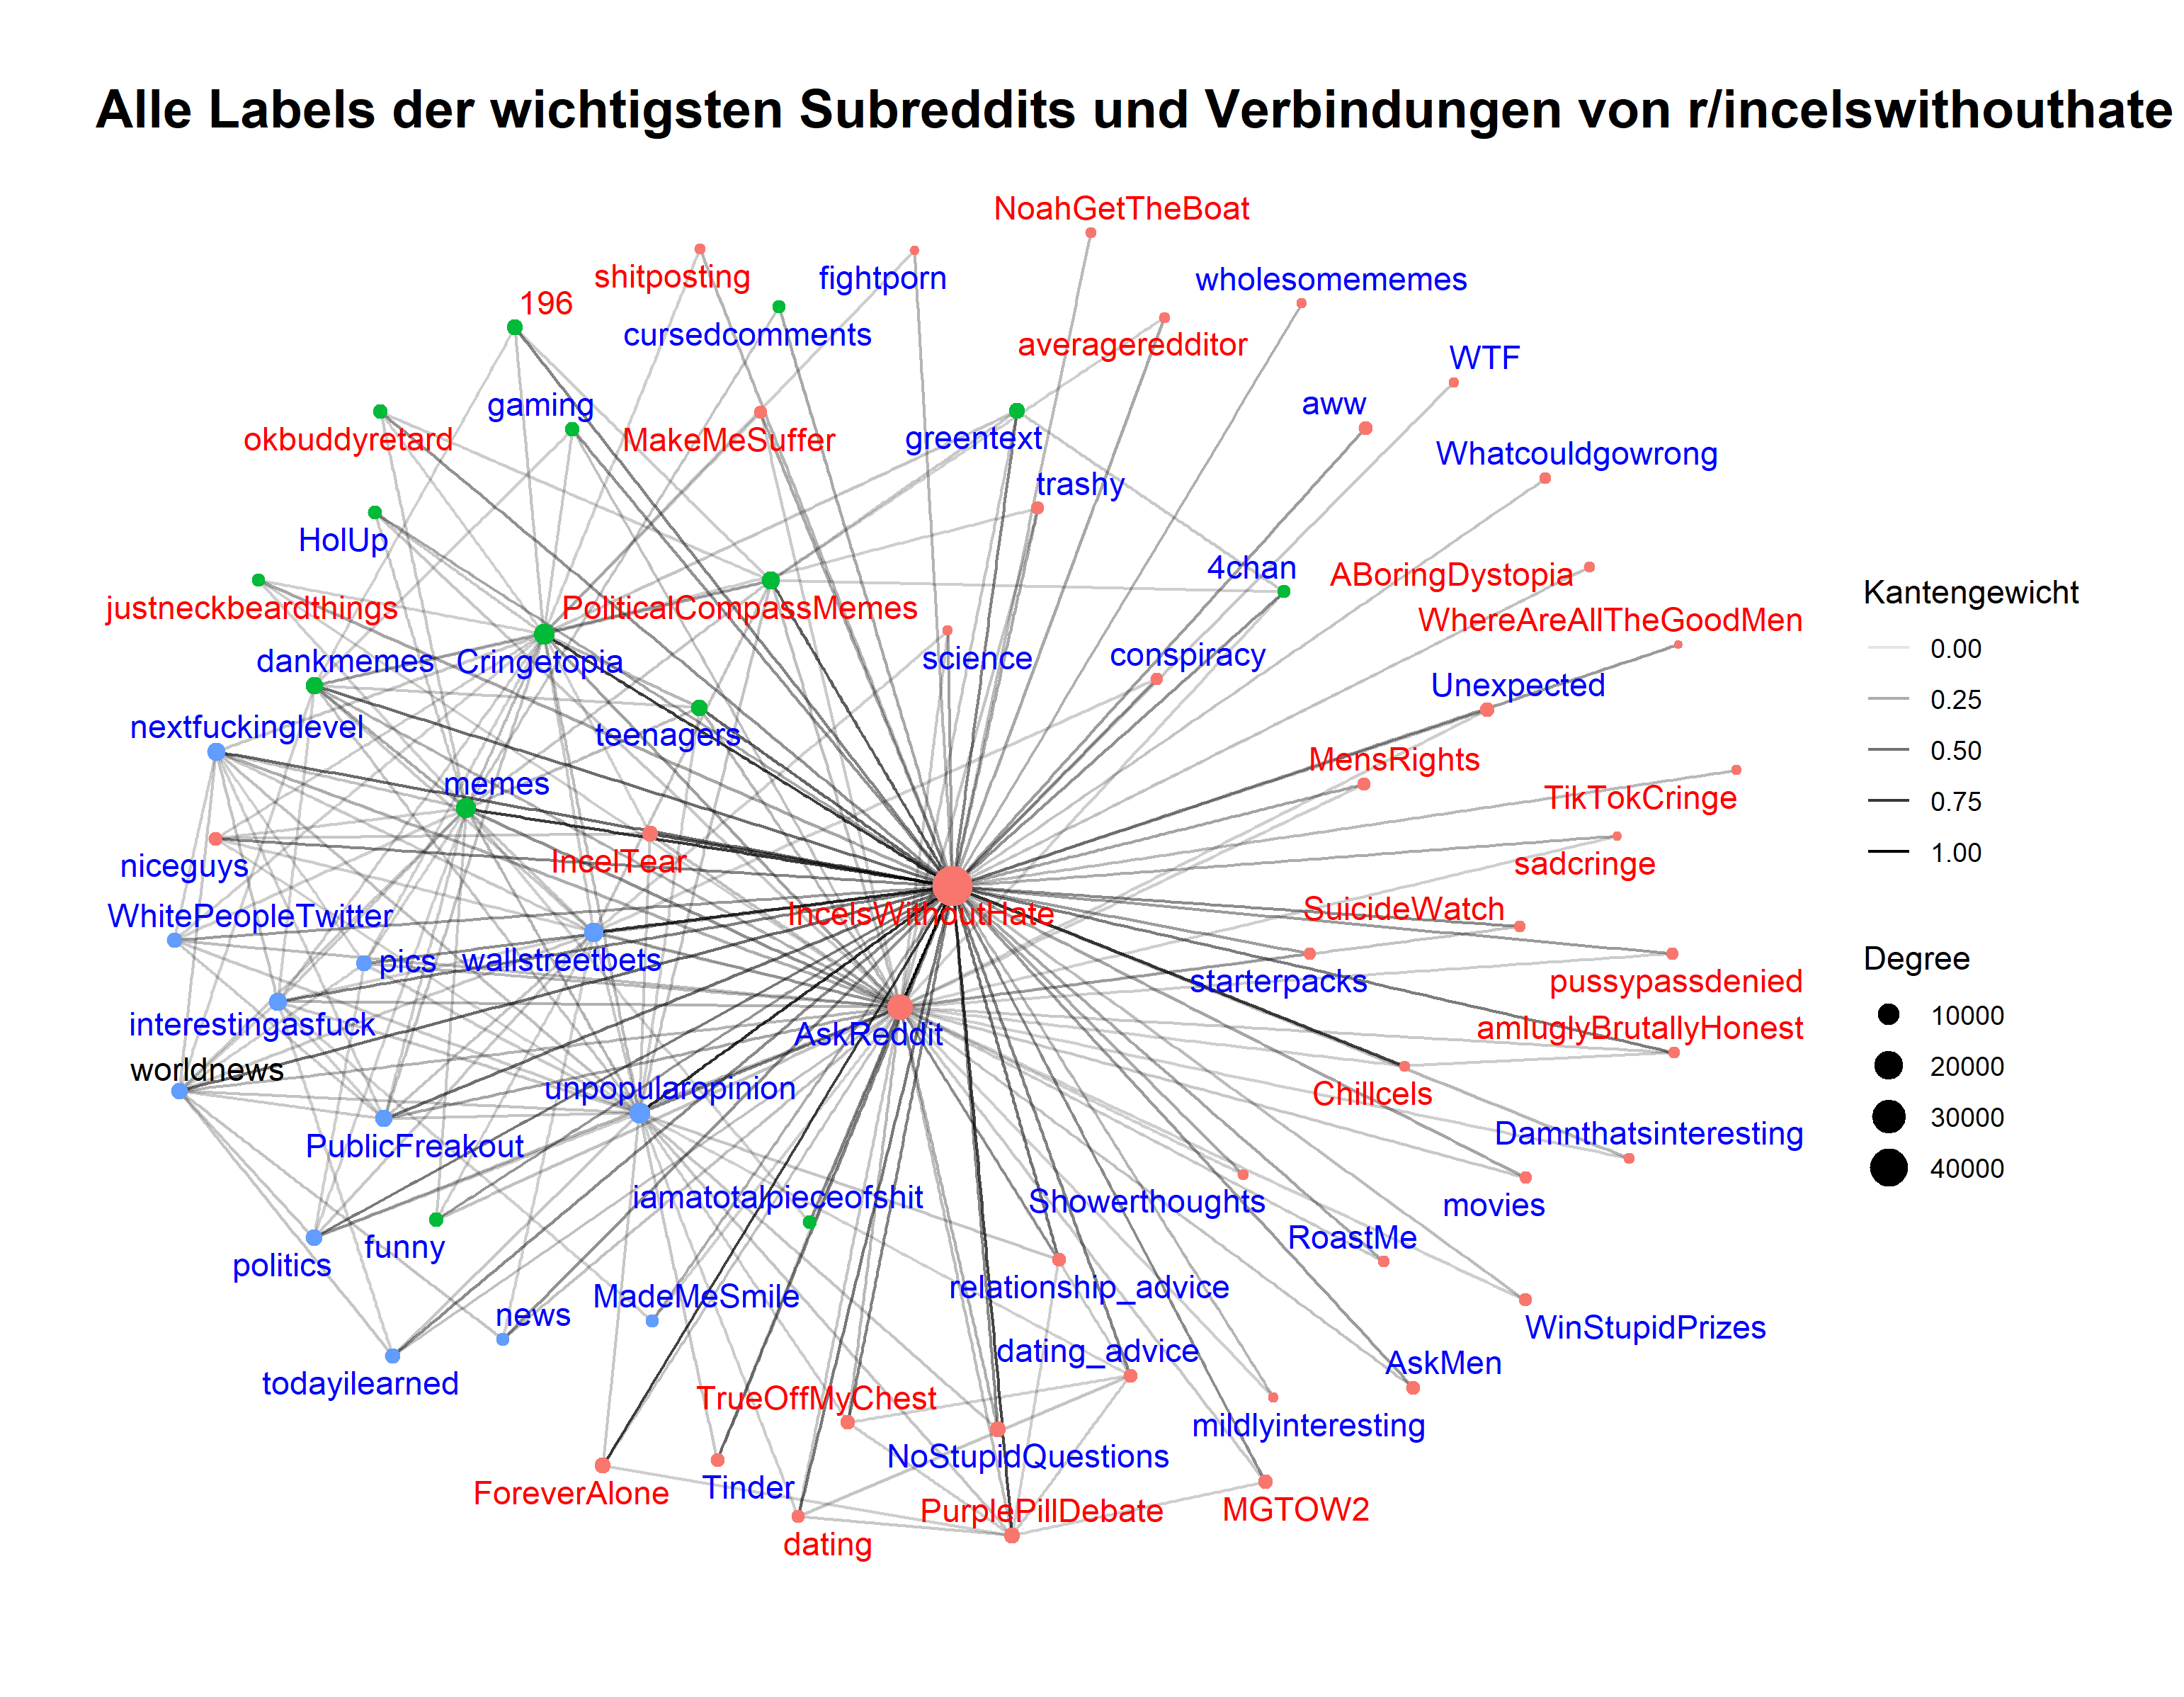 Alle Labels der wichtigsten Subreddits und Verbindungen von r/incelswithouthate
NoahGetTheBoat
shitposting
fightporn
wholesomememes
196
cursedcomments
averageredditor
WTF
gaming
aww
okbuddyretard
MakeMeSuffer
greentext
Whatcouldgowrong
trashy
HolUp
4chan
ABoringDystopia
justneckbeardthings
PoliticalCompassMemes
WhereAreAllTheGoodMen
dankmemes
Cringetopia
science
conspiracy
Unexpected
nextfuckinglevel
teenagers
MensRights
memes
TikTokCringe
niceguys
IncelTear
sadcringe
WhitePeopleTwitter
IncelsWithoutHate
SuicideWatch
pics
wallstreetbets
starterpacks
pussypassdenied
interestingasfuck
AskReddit
amIuglyBrutallyHonest
worldnews
unpopularopinion
Chillcels
PublicFreakout
Damnthatsinteresting
iamatotalpieceofshit
Showerthoughts
movies
politics
funny
RoastMe
MadeMeSmile
relationship_advice
news
WinStupidPrizes
todayilearned
dating_advice
AskMen
TrueOffMyChest
mildlyinteresting
NoStupidQuestions
ForeverAlone
Tinder
PurplePillDebate
MGTOW2
dating
Kantengewicht
0.00
0.25
0.50
0.75
1.00
Degree
10000
20000
30000
40000